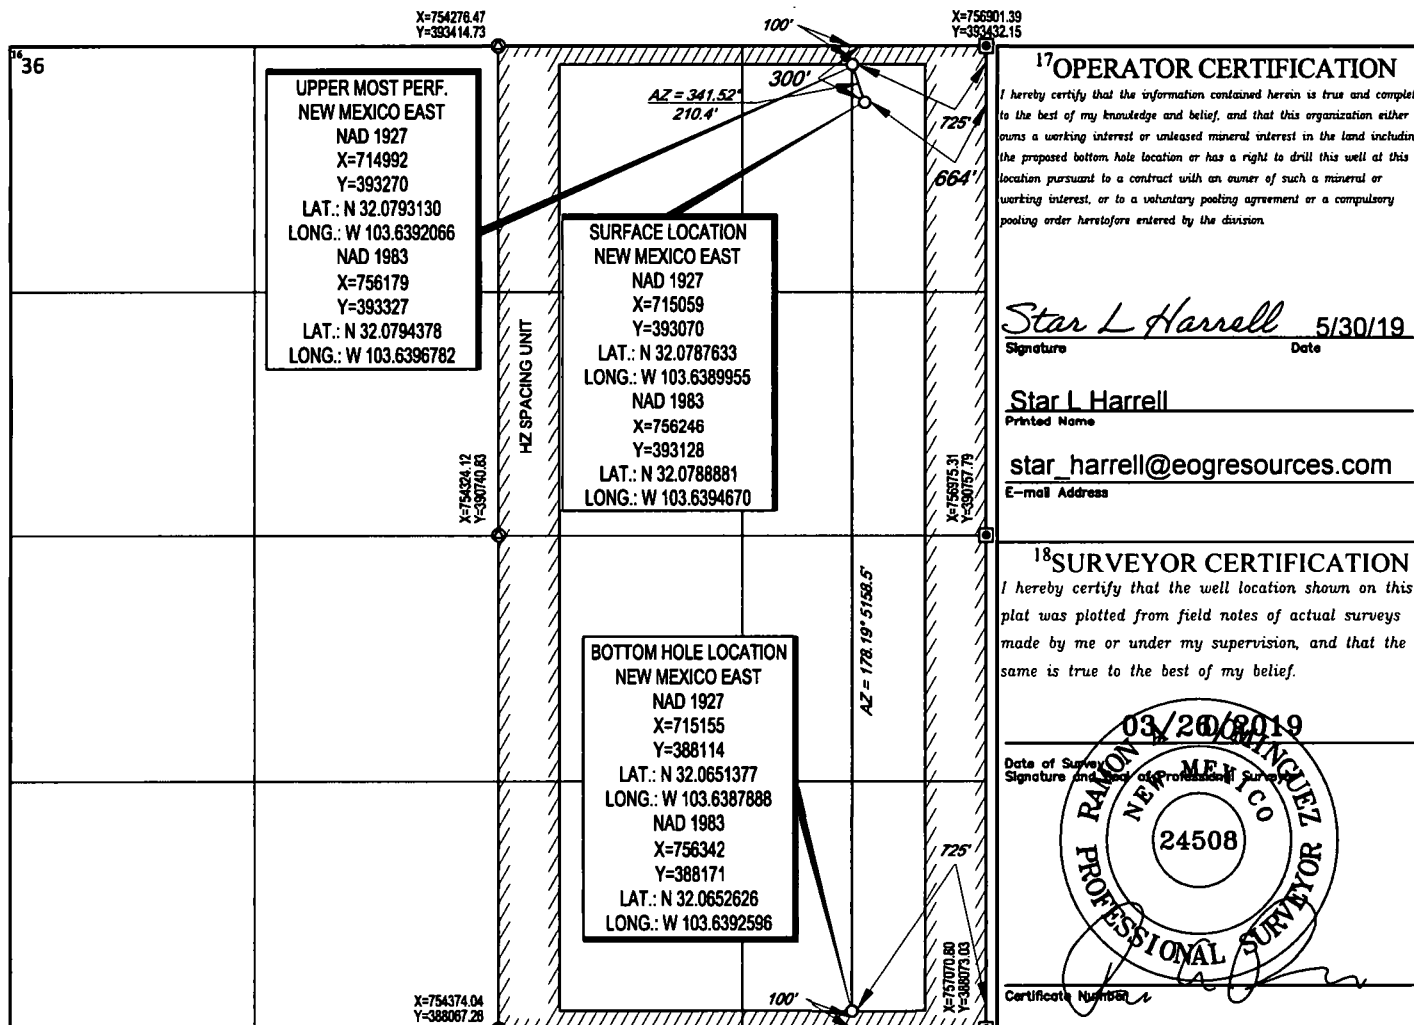 X=754276.47
Y=393414.73
100'
X=756901.39
Y=393432.15
16
36
UPPER MOST PERF.
NEW MEXICO EAST
NAD 1927
X=714992
Y=393270
LAT.: N 32.0793130
LONG.: W 103.6392066
NAD 1983
X=756179
Y=393327
LAT.: N 32.0794378
LONG.: W 103.6396782
300'
AZ = 341.52°
210.4'
725'
664'
SURFACE LOCATION
NEW MEXICO EAST
NAD 1927
X=715059
Y=393070
LAT.: N 32.0787633
LONG.: W 103.6389955
NAD 1983
X=756246
Y=393128
LAT.: N 32.0788881
LONG.: W 103.6394670
HZ SPACING UNIT
X=754324.12
Y=390740.83
X=756975.31
Y=390757.79
AZ = 178.19° 5158.5'
BOTTOM HOLE LOCATION
NEW MEXICO EAST
NAD 1927
X=715155
Y=388114
LAT.: N 32.0651377
LONG.: W 103.6387888
NAD 1983
X=756342
Y=388171
LAT.: N 32.0652626
LONG.: W 103.6392596
725'
X=757070.80
Y=388073.03
X=754374.04
Y=388067.26
100'
17 OPERATOR CERTIFICATION
I hereby certify that the information contained herein is true and complet
to the best of my knowledge and belief, and that this organization either
owns a working interest or unleased mineral interest in the land includin
the proposed bottom hole location or has a right to drill this well at this
location pursuant to a contract with an owner of such a mineral or
working interest, or to a voluntary pooling agreement or a compulsory
pooling order heretofore entered by the division
Star L Harrell 5/30/19
Signature Date
Star L Harrell
Printed Name
star_harrell@eogresources.com
E-mail Address
18 SURVEYOR CERTIFICATION
I hereby certify that the well location shown on this
plat was plotted from field notes of actual surveys
made by me or under my supervision, and that the
same is true to the best of my belief.
03/26/2019
Date of Survey
Signature and Seal of Professional Surveyor
RAMON A. DOMINGUEZ
NEW MEXICO
24508
PROFESSIONAL SURVEYOR
Certificate Number